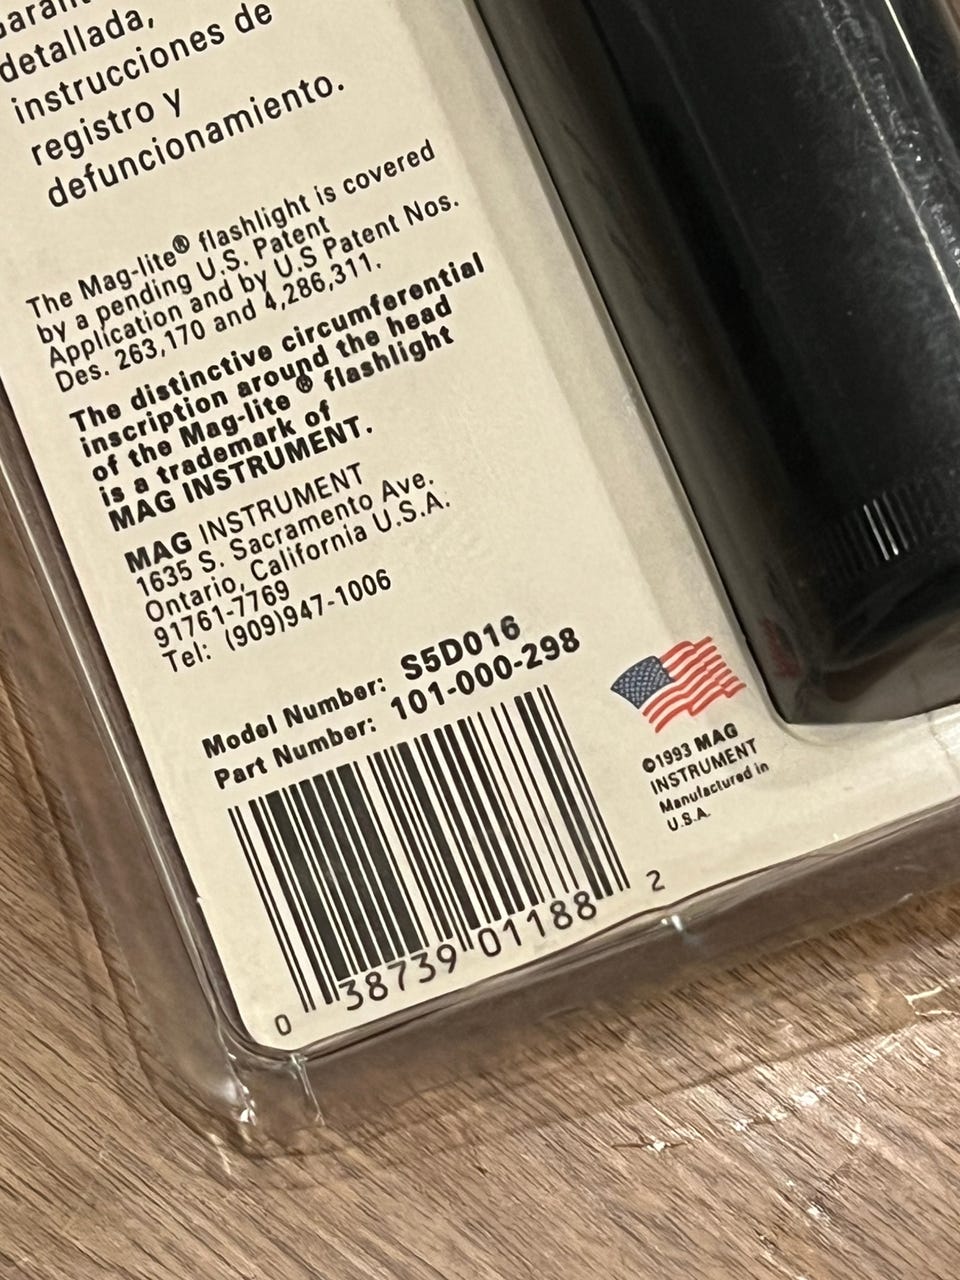 detallada,
instrucciones de
registro y
defuncionamiento.
The Mag-lite® flashlight is covered
by a pending U.S. Patent
Application and by U.S Patent Nos.
Des. 263,170 and 4,286,311.
The distinctive circumferential
inscription around the head
of the Mag-lite ® flashlight
is a trademark of
MAG INSTRUMENT.
MAG INSTRUMENT
1635 S. Sacramento Ave.
Ontario, California U.S.A.
91761-7769
Tel: (909)947-1006
Model Number: S5D016
Part Number: 101-000-298
0 38739 01188 2
©1993 MAG
INSTRUMENT
Manufactured in
U.S.A.